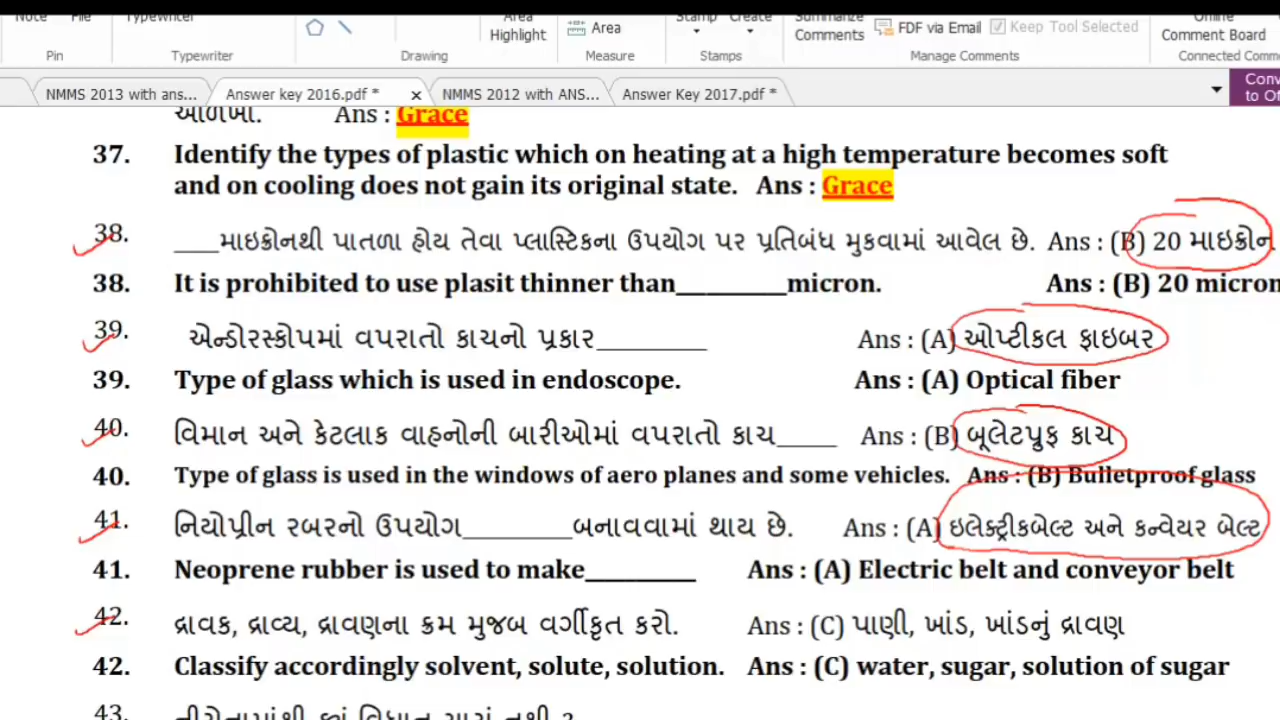 Note File Typewriter Area Highlight Area Stamp Create Summarize Comments FDF via Email Keep Tool Selected Online Comment Board
Pin Typewriter Drawing Measure Stamps Manage Comments Connected
NMMS 2013 with ans... Answer key 2016.pdf * × NMMS 2012 with ANS... Answer Key 2017.pdf *
ઓળખો. Ans : Grace
37. Identify the types of plastic which on heating at a high temperature becomes soft
and on cooling does not gain its original state. Ans : Grace
38. ____માઇક્રોનથી પાતળા હોય તેવા પ્લાસ્ટિકના ઉપયોગ પર પ્રતિબંધ મુકવામાં આવેલ છે. Ans : (B) 20 માઇક્રોન
38. It is prohibited to use plasit thinner than_________micron. Ans : (B) 20 micron
39. એન્ડોરસ્કોપમાં વપરાતો કાચનો પ્રકાર__________ Ans : (A) ઓપ્ટીકલ ફાઇબર
39. Type of glass which is used in endoscope. Ans : (A) Optical fiber
40. વિમાન અને કેટલાક વાહનોની બારીઓમાં વપરાતો કાચ_____ Ans : (B) બૂલેટપ્રુફ કાચ
40. Type of glass is used in the windows of aero planes and some vehicles. Ans : (B) Bulletproof glass
41. નિયોપ્રીન રબરનો ઉપયોગ__________બનાવવામાં થાય છે. Ans : (A) ઇલેક્ટ્રીકબેલ્ટ અને કન્વેયર બેલ્ટ
41. Neoprene rubber is used to make_________ Ans : (A) Electric belt and conveyor belt
42. દ્રાવક, દ્રાવ્ય, દ્રાવણના ક્રમ મુજબ વર્ગીકૃત કરો. Ans : (C) પાણી, ખાંડ, ખાંડનું દ્રાવણ
42. Classify accordingly solvent, solute, solution. Ans : (C) water, sugar, solution of sugar
43.